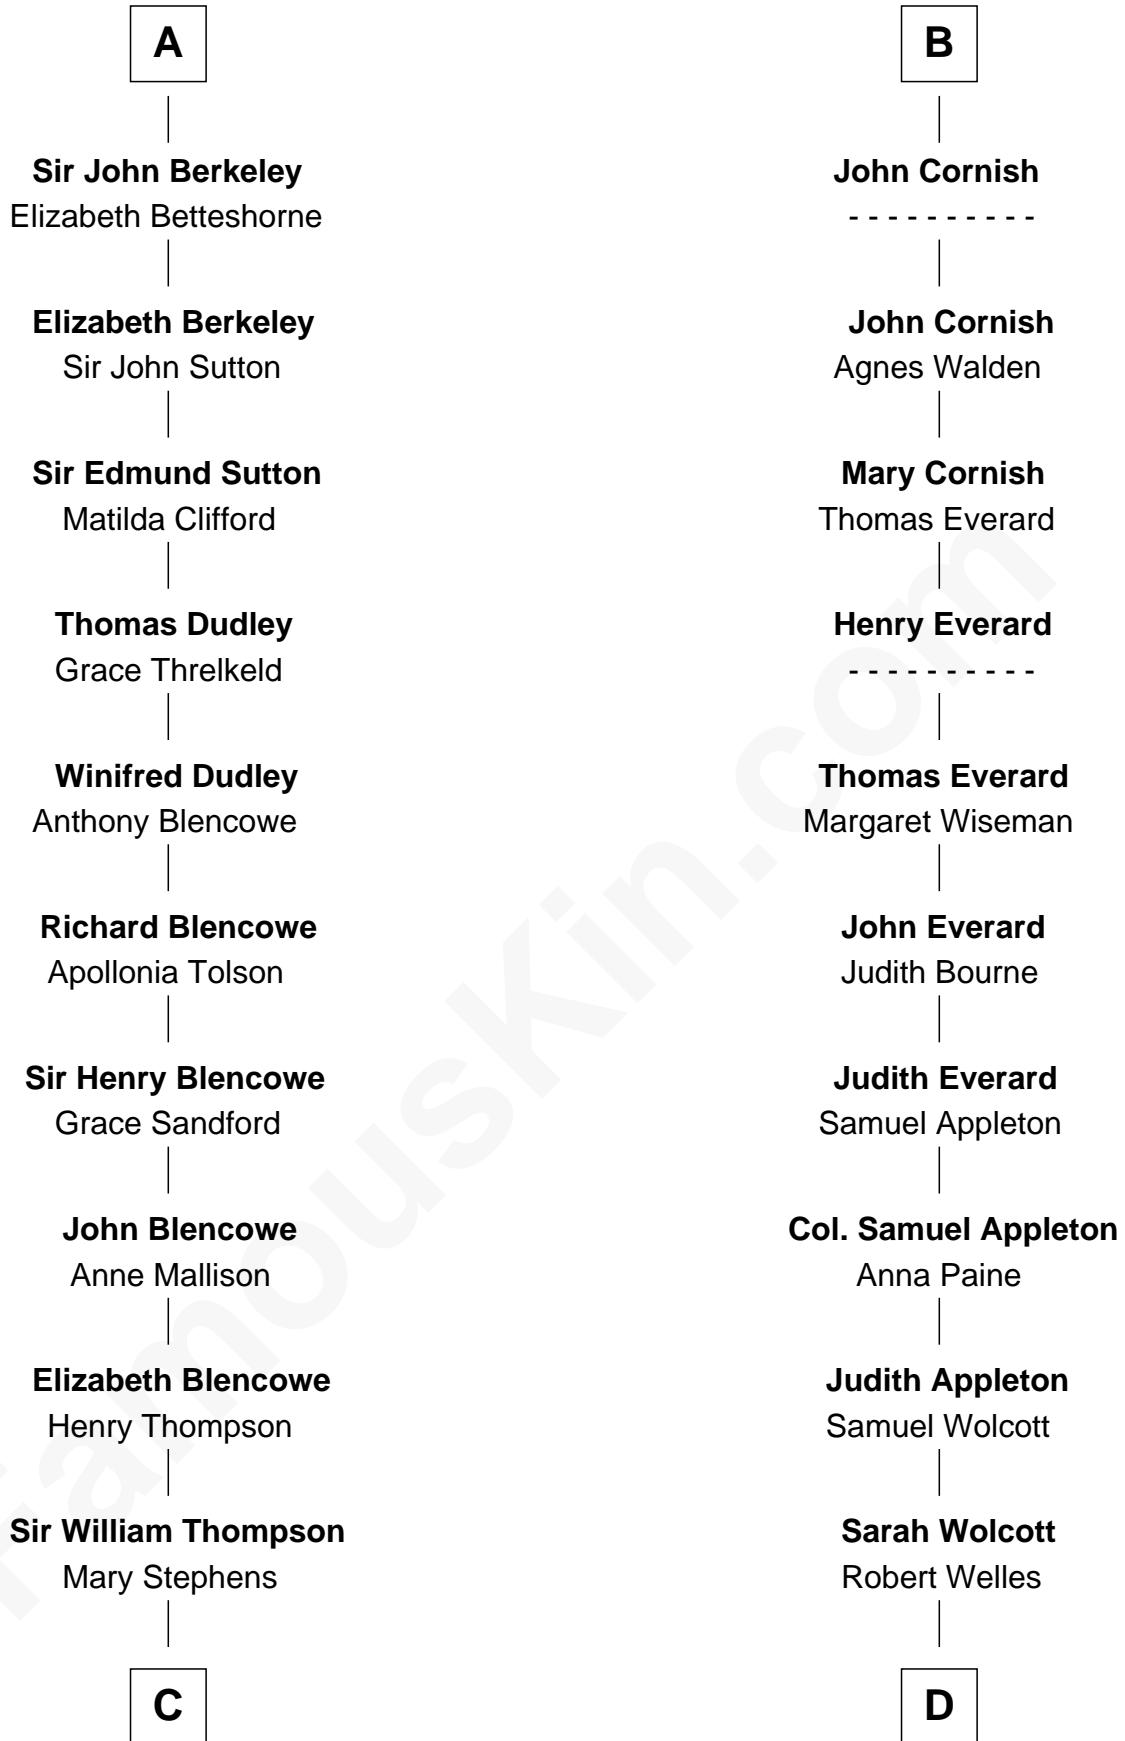 A
Sir John Berkeley
Elizabeth Betteshorne
Elizabeth Berkeley
Sir John Sutton
Sir Edmund Sutton
Matilda Clifford
Thomas Dudley
Grace Threlkeld
Winifred Dudley
Anthony Blencowe
Richard Blencowe
Apollonia Tolson
Sir Henry Blencowe
Grace Sandford
John Blencowe
Anne Mallison
Elizabeth Blencowe
Henry Thompson
Sir William Thompson
Mary Stephens
C
B
John Cornish
- - - - - - - - - -
John Cornish
Agnes Walden
Mary Cornish
Thomas Everard
Henry Everard
- - - - - - - - - -
Thomas Everard
Margaret Wiseman
John Everard
Judith Bourne
Judith Everard
Samuel Appleton
Col. Samuel Appleton
Anna Paine
Judith Appleton
Samuel Wolcott
Sarah Wolcott
Robert Welles
D
FamousKin.com